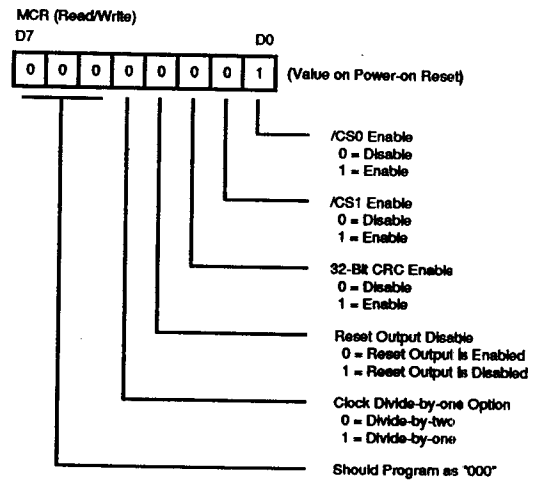 MCR (Read/Write)
D7 D0
0 0 0 0 0 0 0 1 (Value on Power-on Reset)
/CS0 Enable
0 = Disable
1 = Enable
/CS1 Enable
0 = Disable
1 = Enable
32-Bit CRC Enable
0 = Disable
1 = Enable
Reset Output Disable
0 = Reset Output Is Enabled
1 = Reset Output Is Disabled
Clock Divide-by-one Option
0 = Divide-by-two
1 = Divide-by-one
Should Program as "000"